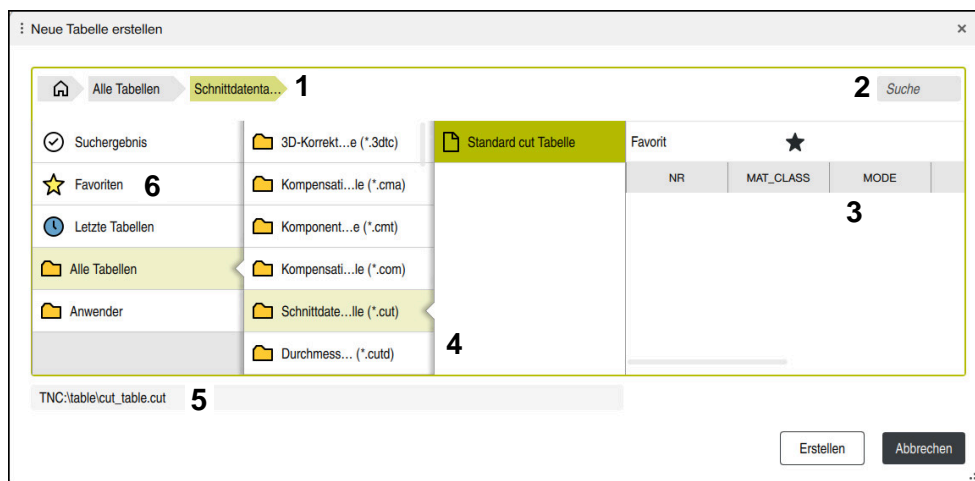 Neue Tabelle erstellen
Alle Tabellen
Schnittdatenta...
1
2
Suche
Suchergebnis
Favoriten
6
Letzte Tabellen
Alle Tabellen
Anwender
3D-Korrekt...e (*.3dtc)
Kompensati...le (*.cma)
Komponent...e (*.cmt)
Kompensati...le (*.com)
Schnittdate...lle (*.cut)
Durchmess... (*.cutd)
Standard cut Tabelle
4
Favorit
NR MAT_CLASS MODE
3
TNC:\table\cut_table.cut
5
Erstellen
Abbrechen